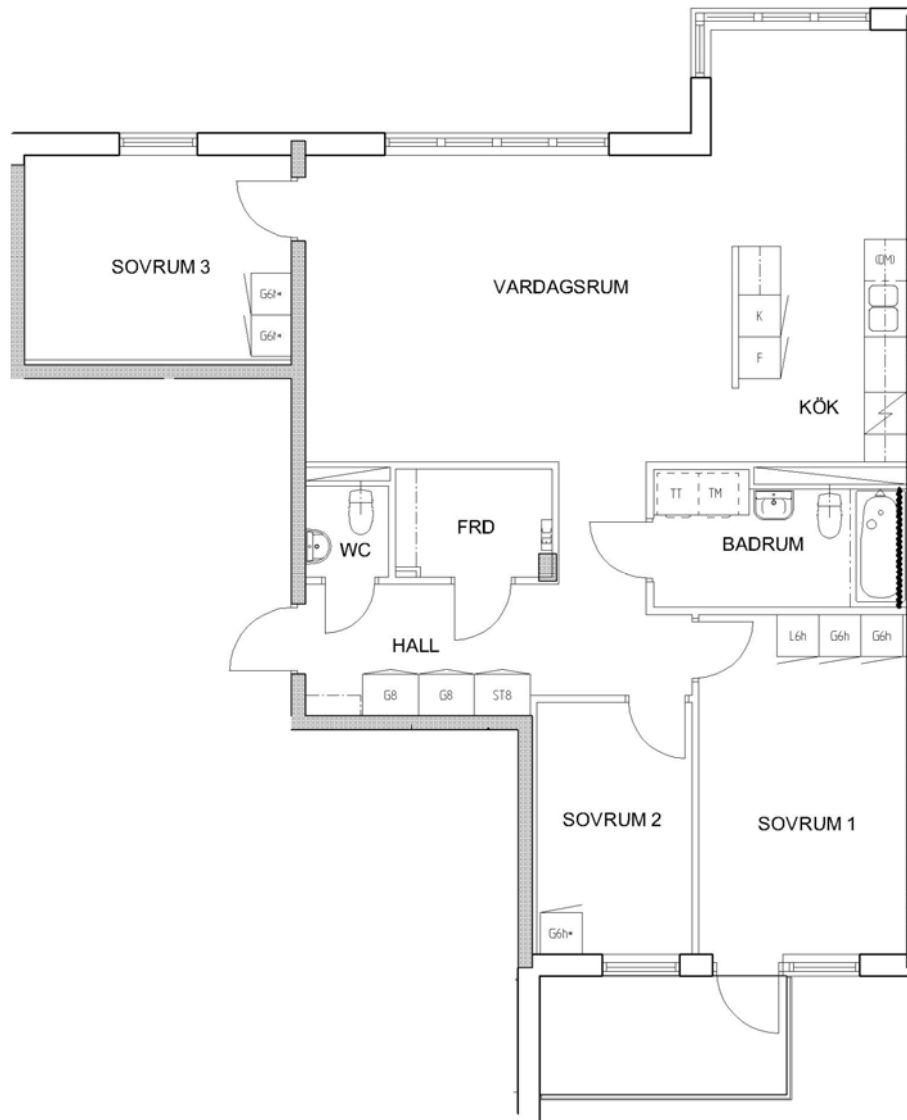 (DM)
SOVRUM 3
VARDAGSRUM
G6f*
K
G6f*
F
KÖK
TT
TM
WC
FRD
BADRUM
HALL
L6h
G6h
G6h
G8
G8
ST8
SOVRUM 2
SOVRUM 1
G6h*